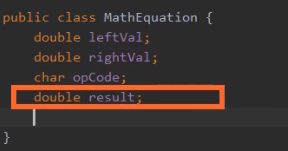 public class MathEquation {
double leftVal;
double rightVal;
char opCode;
double result;
}